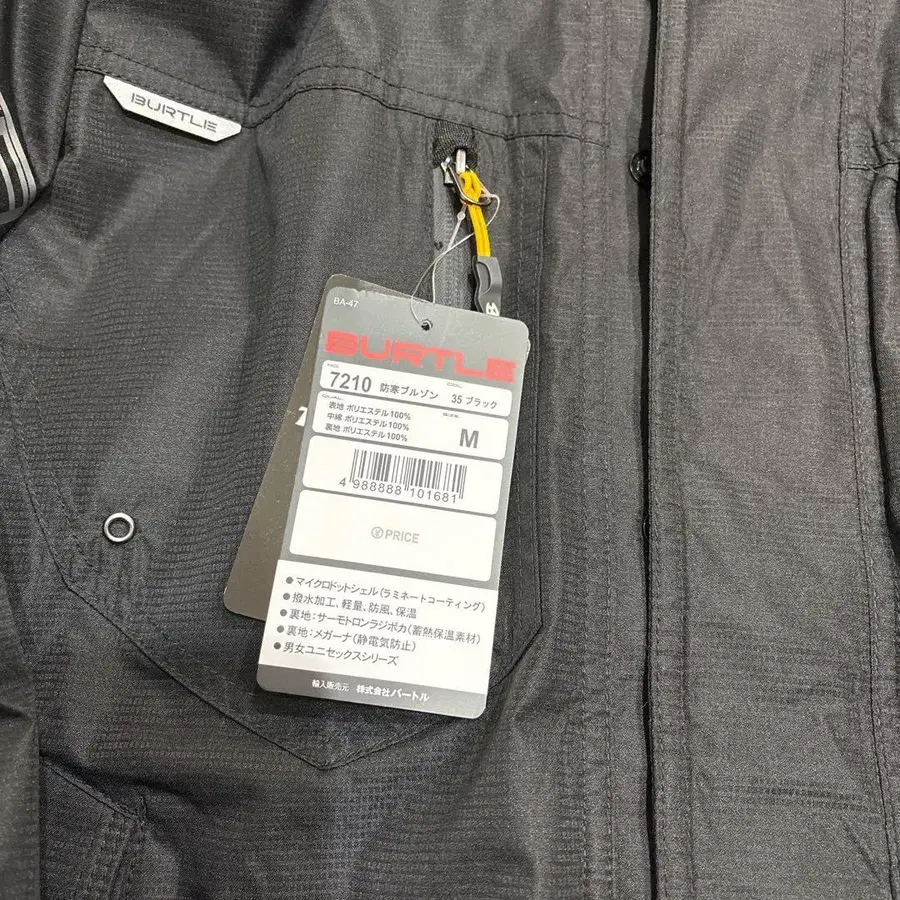 BURTLE
BA-47
BURTLE
NO. 7210 防寒ブルゾン COL. 35 ブラック
QUAL. SIZE
表地 ポリエステル100%
中綿 ポリエステル100%
裏地 ポリエステル100%
M
4 988888 101681
¥PRICE
●マイクロドットシェル(ラミネートコーティング)
●撥水加工、軽量、防風、保温
●裏地:サーモトロンラジポカ(蓄熱保温素材)
●裏地:メガーナ(静電気防止)
●男女ユニセックスシリーズ
輸入販売元 株式会社バートル